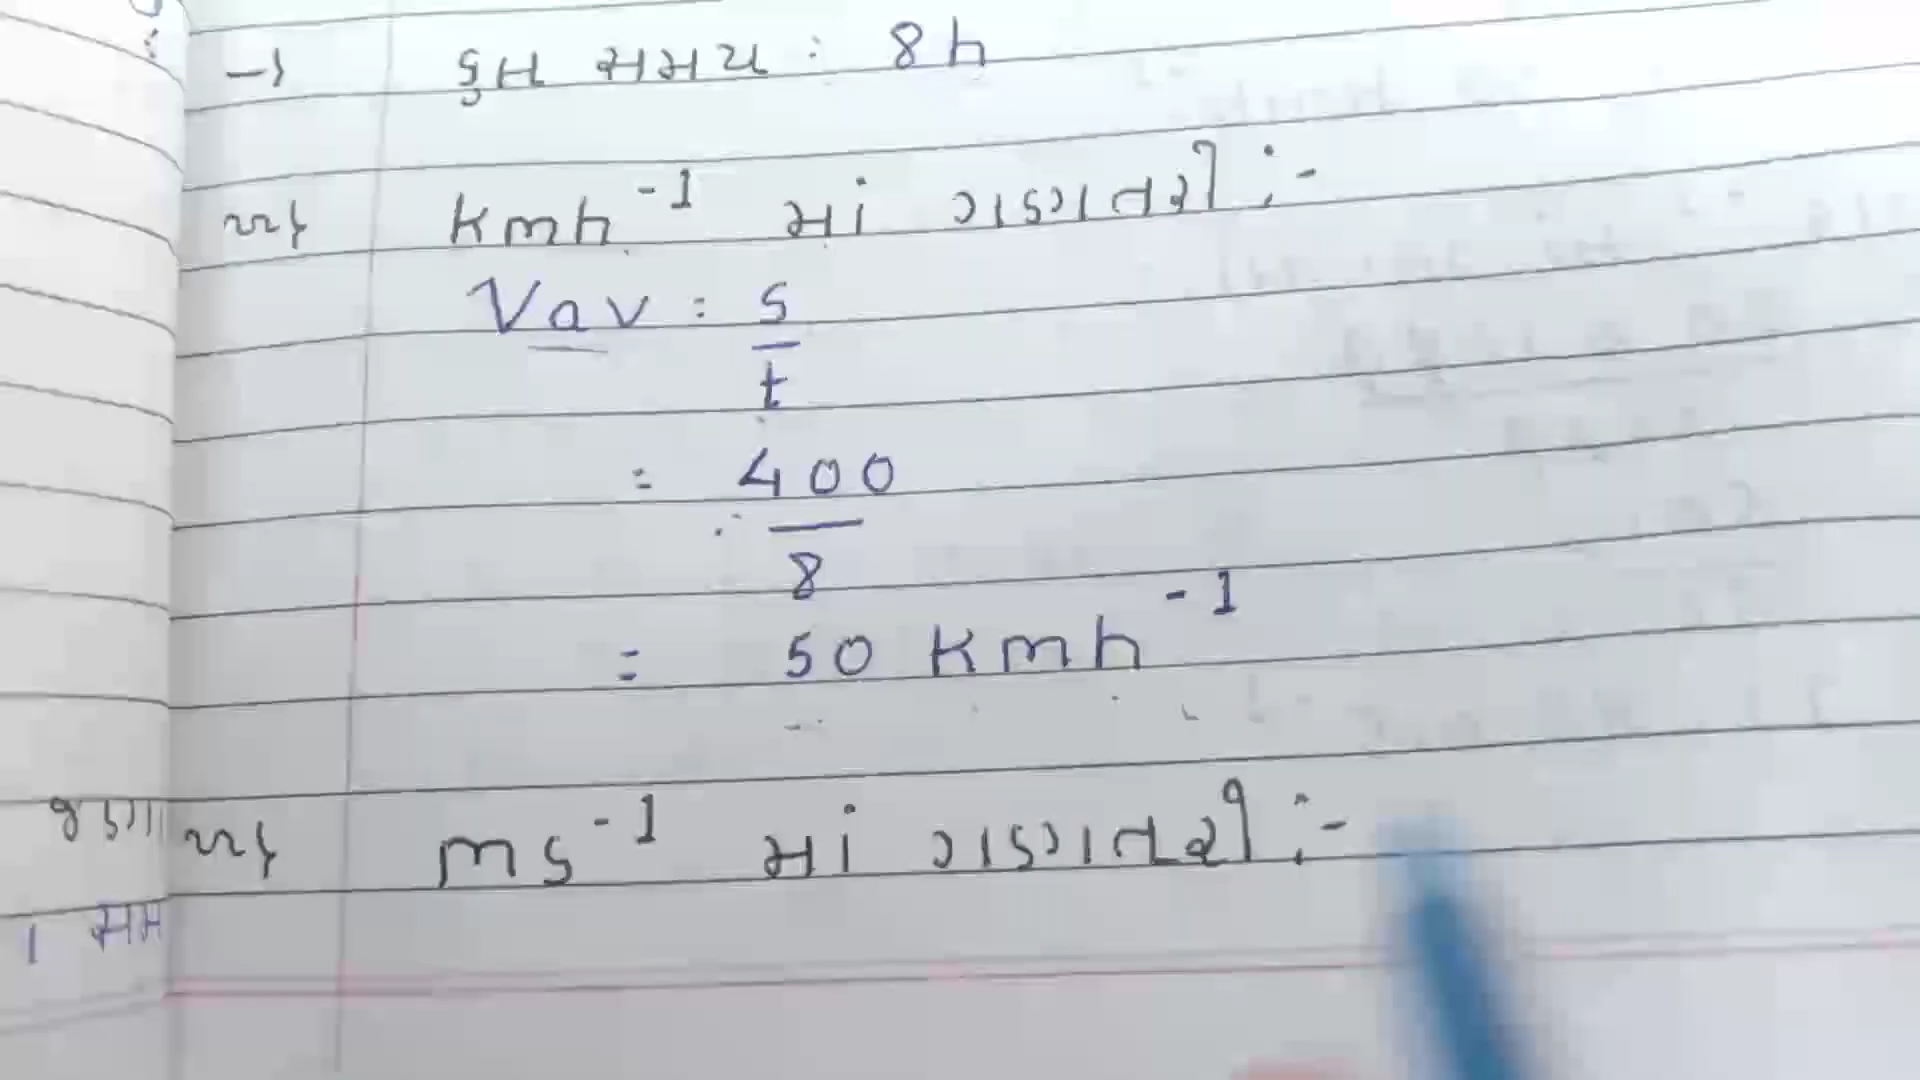 → કુલ સમય : 8h
→ kmh⁻¹ માં ગણતરી :-
Vav = s
t
= 400
8
= 50 kmh⁻¹
→ ms⁻¹ માં ગણતરી :-